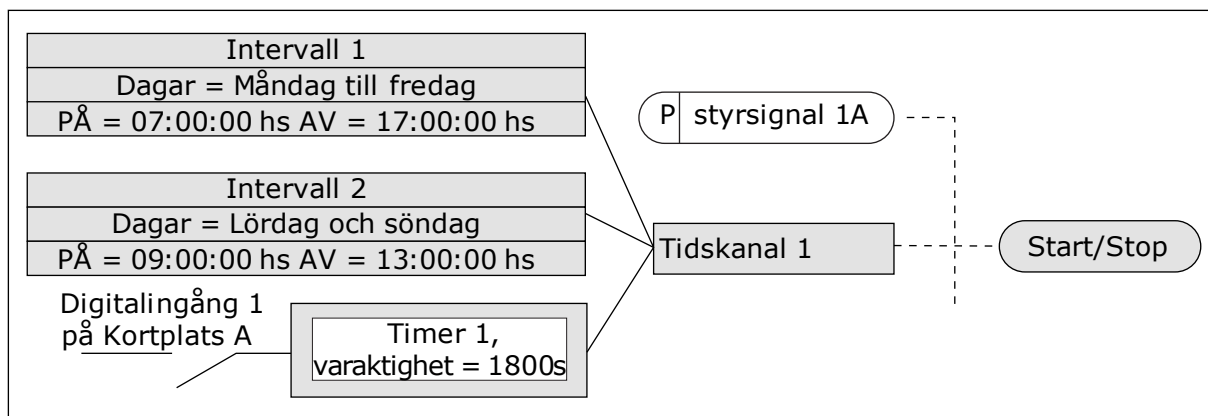 Intervall 1
Dagar = Måndag till fredag
PÅ = 07:00:00 hs AV = 17:00:00 hs
P styrsignal 1A
Intervall 2
Dagar = Lördag och söndag
PÅ = 09:00:00 hs AV = 13:00:00 hs
Tidskanal 1
Start/Stop
Digitalingång 1
på Kortplats A
Timer 1,
varaktighet = 1800s